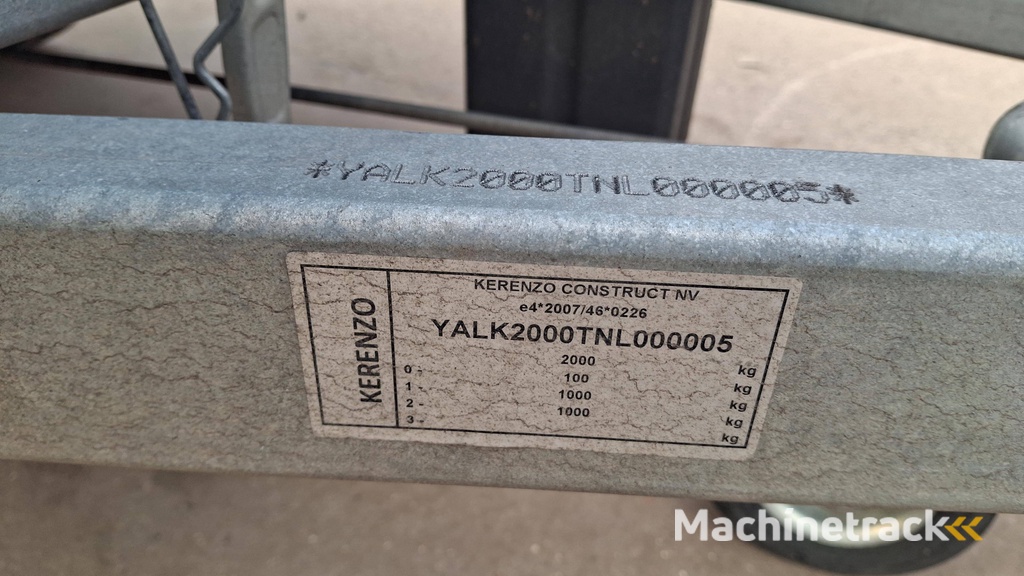 *YALK2000TNL000005*
KERENZO
KERENZO CONSTRUCT NV
e4*2007/46*0226
YALK2000TNL000005
2000 kg
0 - 100 kg
1 - 1000 kg
2 - 1000 kg
3 - kg
Machinetrack